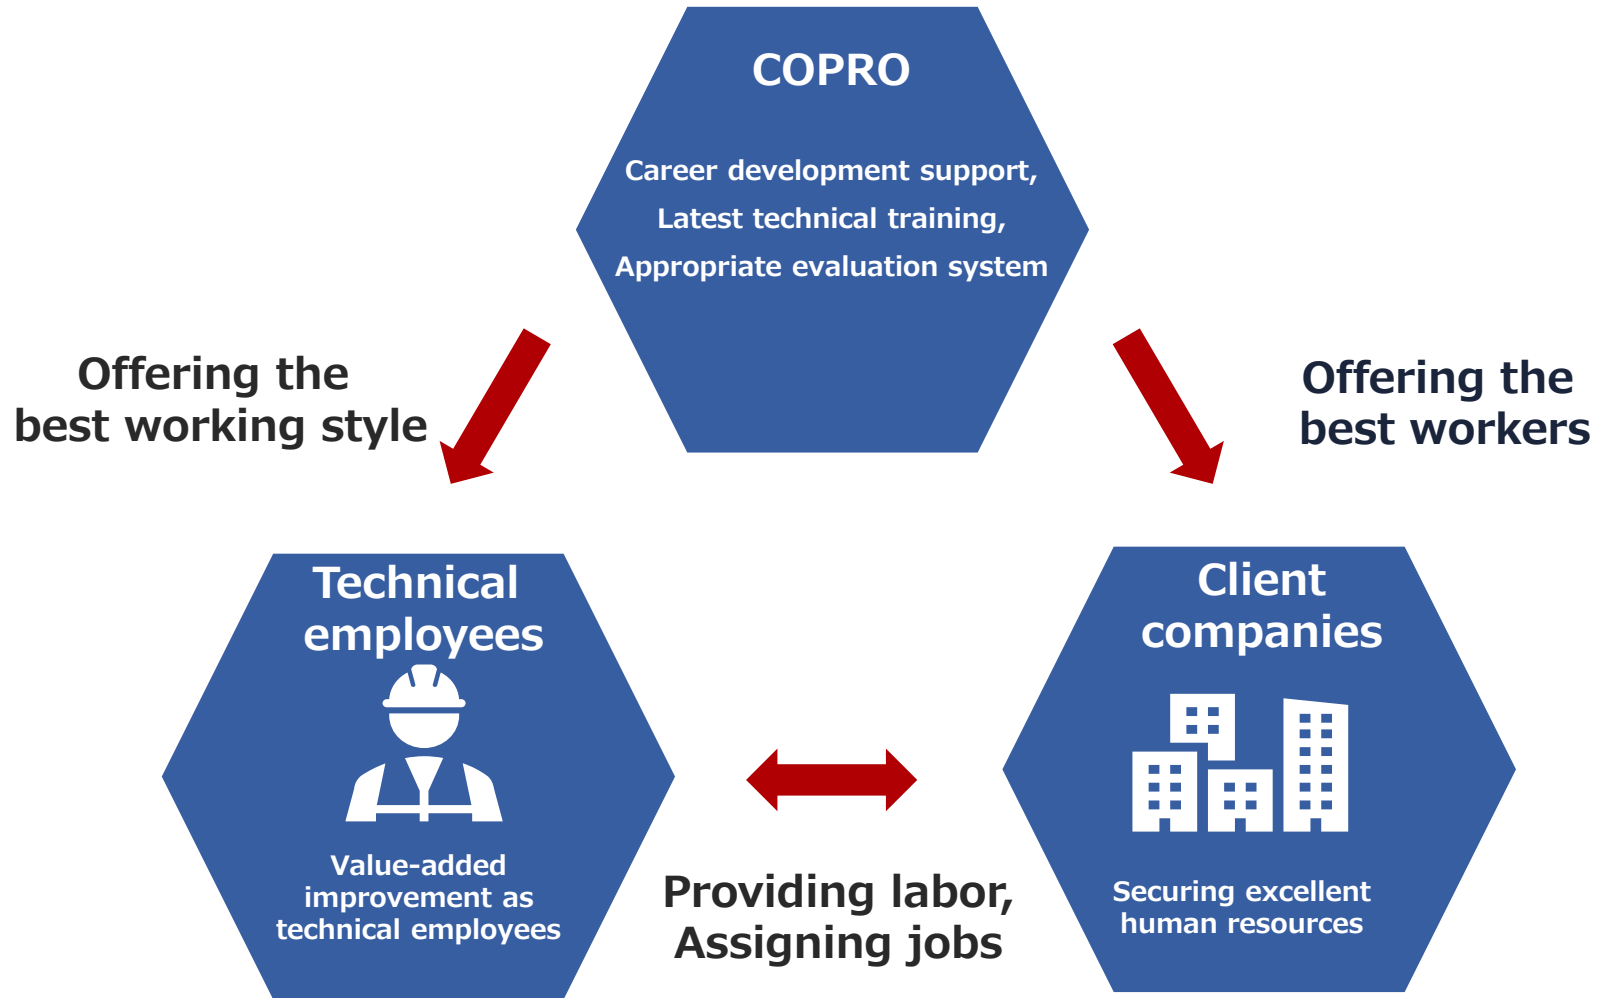 COPRO
Career development support,
Latest technical training,
Appropriate evaluation system
Offering the
best working style
Offering the
best workers
Technical
employees
Value-added
improvement as
technical employees
Providing labor,
Assigning jobs
Client
companies
Securing excellent
human resources